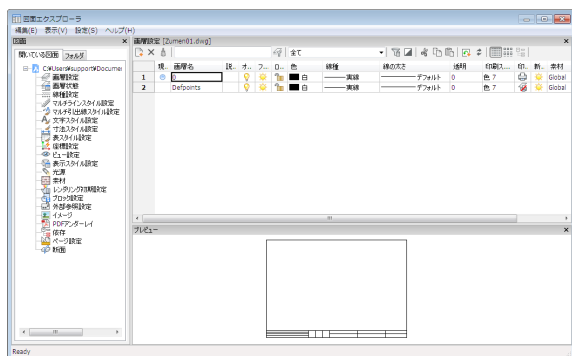 図面エクスプローラ
編集(E) 表示(V) 設定(S) ヘルプ(H)
図面
開いている図面 フォルダ
C:¥Users¥support¥Documen
画層設定
画層状態
線種設定
マルチラインスタイル設定
マルチ引出線スタイル設定
文字スタイル設定
寸法スタイル設定
表スタイル設定
座標設定
ビュー設定
表示スタイル設定
光源
素材
レンダリング初期設定
ブロック設定
外部参照設定
イメージ
PDFアンダーレイ
依存
ページ設定
断面
画層設定 [Zumen01.dwg]
全て
現.. 画層名 説.. オ.. フ.. ロ... 色 線種 線の太さ 透明 印刷ス... 印.. 新.. 素材
1 0 白 実線 デフォルト 0 色 7 Global
2 Defpoints 白 実線 デフォルト 0 色 7 Global
プレビュー
Ready